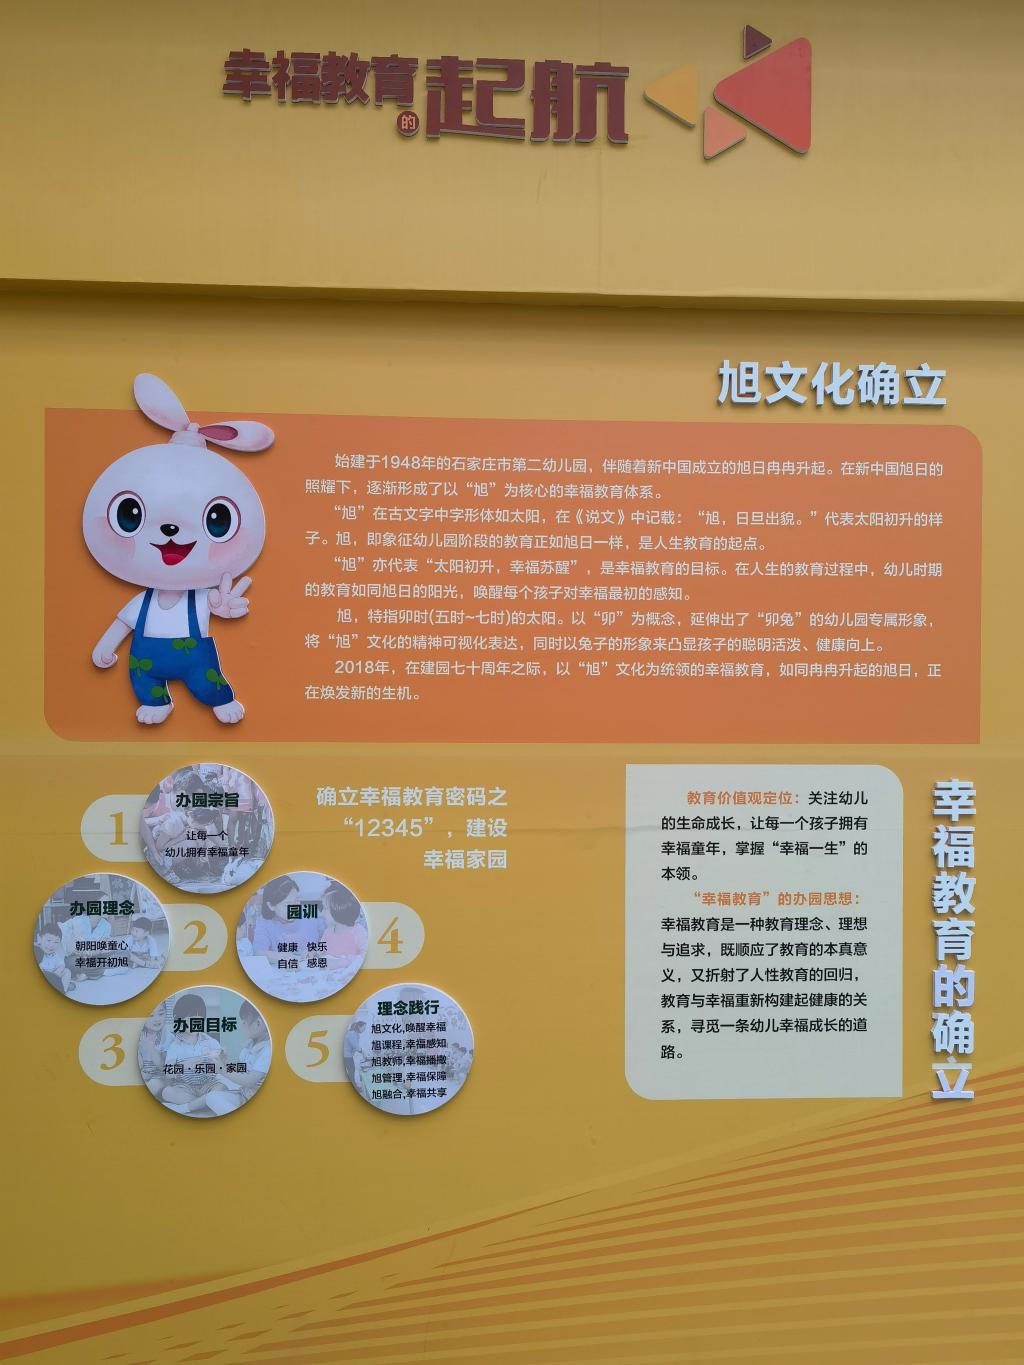 幸福教育的起航
旭文化确立
始建于1948年的石家庄市第二幼儿园，伴随着新中国成立的旭日冉冉升起。在新中国旭日的
照耀下，逐渐形成了以“旭”为核心的幸福教育体系。
“旭”在古文字中字形体如太阳，在《说文》中记载：“旭，日旦出貌。”代表太阳初升的样
子。旭，即象征幼儿园阶段的教育正如旭日一样，是人生教育的起点。
“旭”亦代表“太阳初升，幸福苏醒”，是幸福教育的目标。在人生的教育过程中，幼儿时期
的教育如同旭日的阳光，唤醒每个孩子对幸福最初的感知。
旭，特指卯时(五时~七时)的太阳。以“卯”为概念，延伸出了“卯兔”的幼儿园专属形象，
将“旭”文化的精神可视化表达，同时以兔子的形象来凸显孩子的聪明活泼、健康向上。
2018年，在建园七十周年之际，以“旭”文化为统领的幸福教育，如同冉冉升起的旭日，正
在焕发新的生机。
确立幸福教育密码之
“12345”，建设
幸福家园
1
办园宗旨
让每一个
幼儿拥有幸福童年
办园理念
朝阳唤童心
幸福开初旭
2
3
办园目标
花园·乐园·家园
园训
健康 快乐
自信 感恩
4
5
理念践行
旭文化,唤醒幸福
旭课程,幸福感知
旭教师,幸福播撒
旭管理,幸福保障
旭融合,幸福共享
教育价值观定位：关注幼儿
的生命成长，让每一个孩子拥有
幸福童年，掌握“幸福一生”的
本领。
“幸福教育”的办园思想：
幸福教育是一种教育理念、理想
与追求，既顺应了教育的本真意
义，又折射了人性教育的回归，
教育与幸福重新构建起健康的关
系，寻觅一条幼儿幸福成长的道
路。
幸福教育的确立